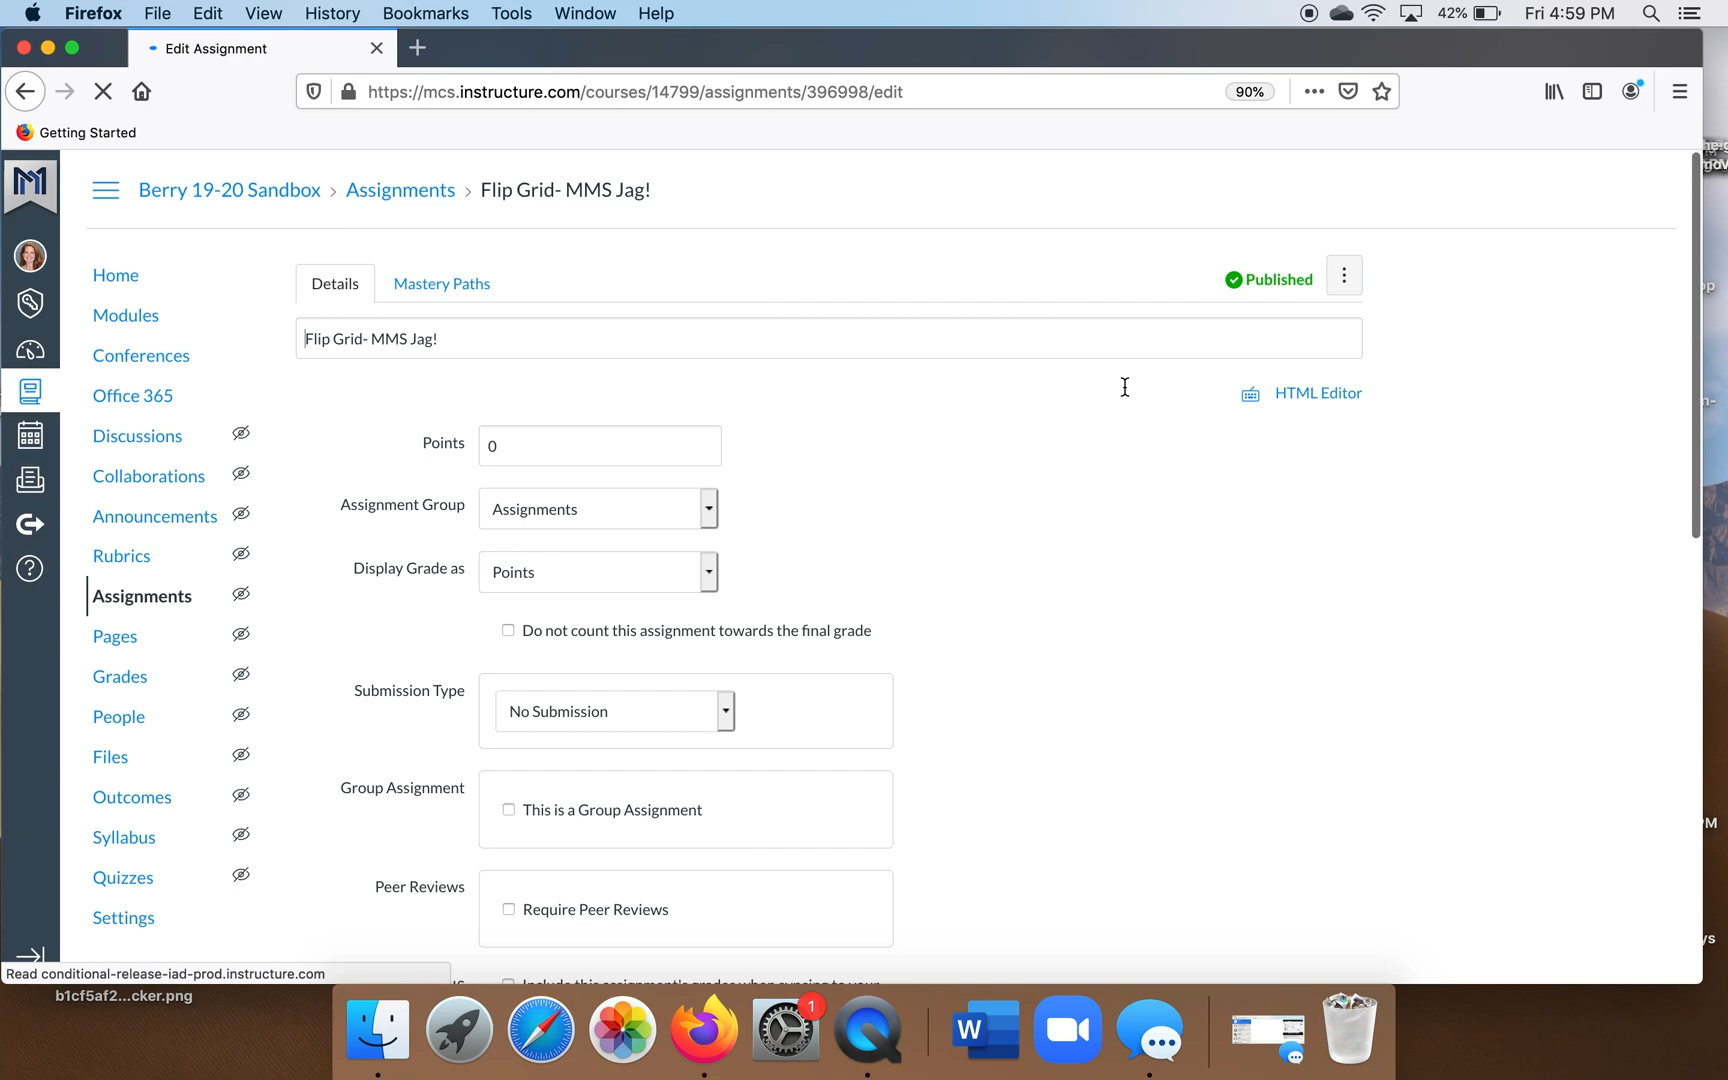 Firefox File Edit View History Bookmarks Tools Window Help 42% Fri 4:59 PM
Edit Assignment
https://mcs.instructure.com/courses/14799/assignments/396998/edit 90%
Getting Started
Berry 19-20 Sandbox > Assignments > Flip Grid- MMS Jag!
Home
Modules
Conferences
Office 365
Discussions
Collaborations
Announcements
Rubrics
Assignments
Pages
Grades
People
Files
Outcomes
Syllabus
Quizzes
Settings
Details Mastery Paths Published
Flip Grid- MMS Jag!
HTML Editor
Points 0
Assignment Group Assignments
Display Grade as Points
Do not count this assignment towards the final grade
Submission Type No Submission
Group Assignment This is a Group Assignment
Peer Reviews Require Peer Reviews
Include this assignment's grades when syncing to your
Read conditional-release-iad-prod.instructure.com
b1cf5af2...cker.png
1
W